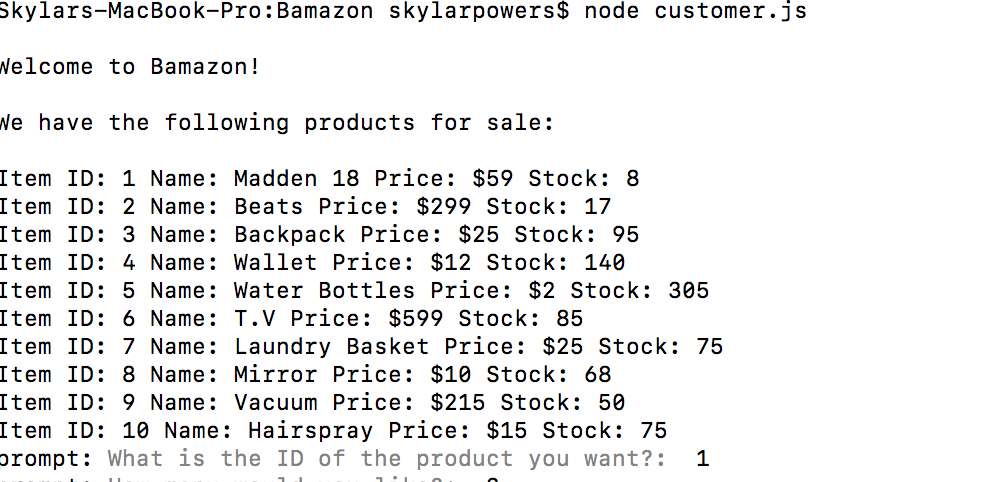 Skylars-MacBook-Pro:Bamazon skylarpowers$ node customer.js
Welcome to Bamazon!
We have the following products for sale:
Item ID: 1 Name: Madden 18 Price: $59 Stock: 8
Item ID: 2 Name: Beats Price: $299 Stock: 17
Item ID: 3 Name: Backpack Price: $25 Stock: 95
Item ID: 4 Name: Wallet Price: $12 Stock: 140
Item ID: 5 Name: Water Bottles Price: $2 Stock: 305
Item ID: 6 Name: T.V Price: $599 Stock: 85
Item ID: 7 Name: Laundry Basket Price: $25 Stock: 75
Item ID: 8 Name: Mirror Price: $10 Stock: 68
Item ID: 9 Name: Vacuum Price: $215 Stock: 50
Item ID: 10 Name: Hairspray Price: $15 Stock: 75
prompt: What is the ID of the product you want?: 1